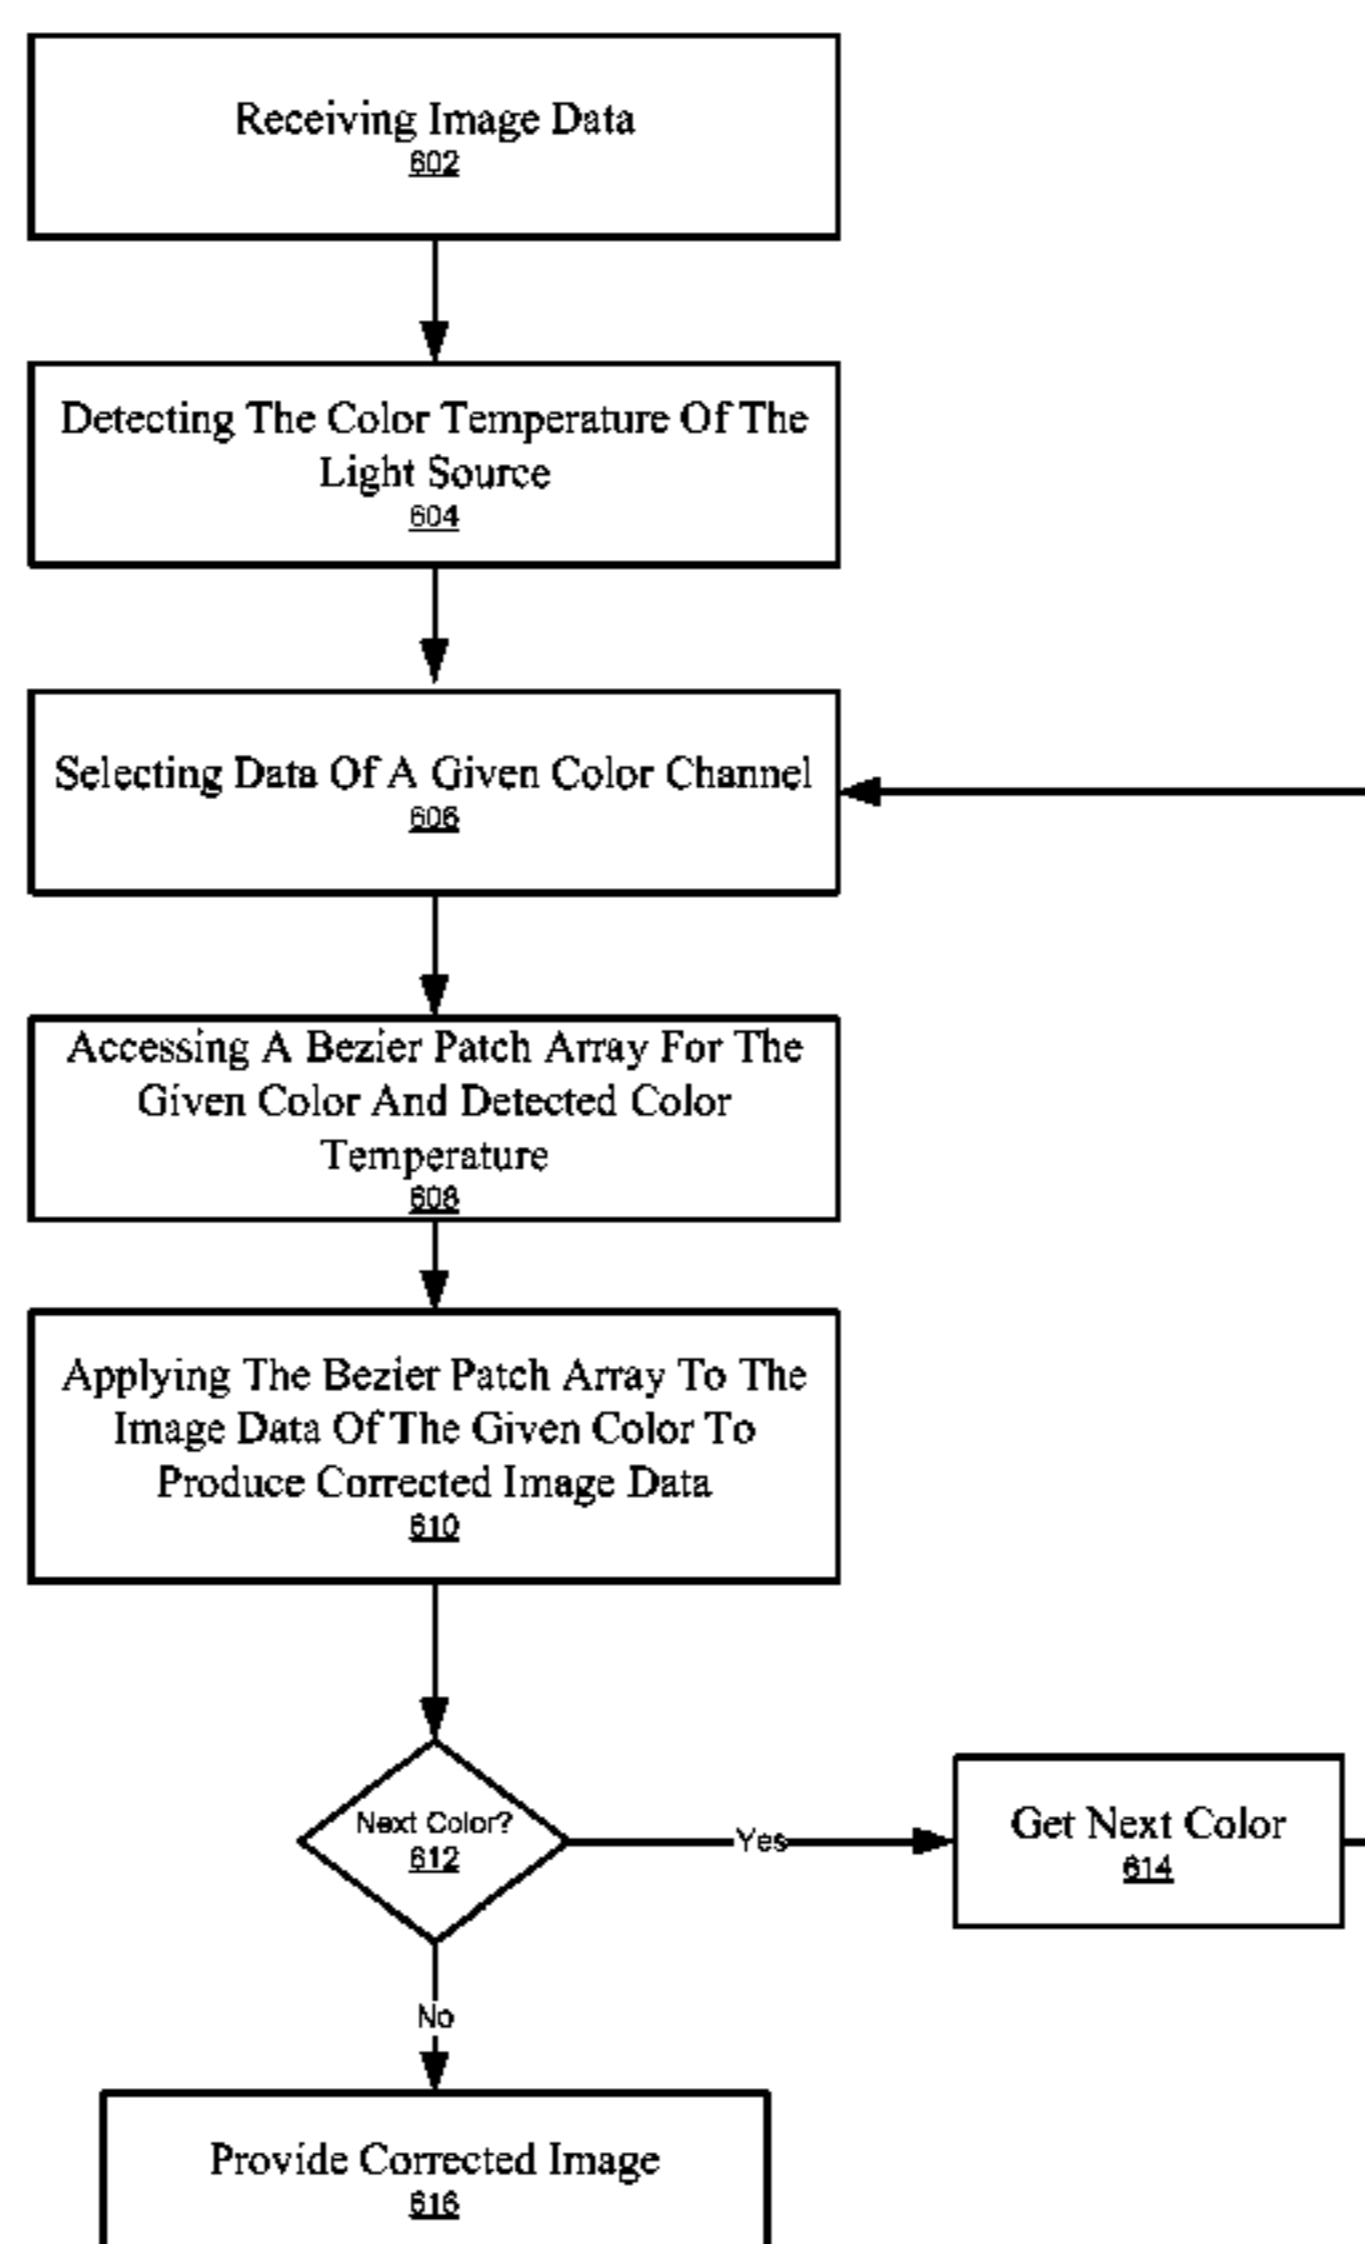 Receiving Image Data
602
Detecting The Color Temperature Of The
Light Source
604
Selecting Data Of A Given Color Channel
606
Accessing A Bezier Patch Array For The
Given Color And Detected Color
Temperature
608
Applying The Bezier Patch Array To The
Image Data Of The Given Color To
Produce Corrected Image Data
610
Next Color?
612
Yes
Get Next Color
614
No
Provide Corrected Image
616